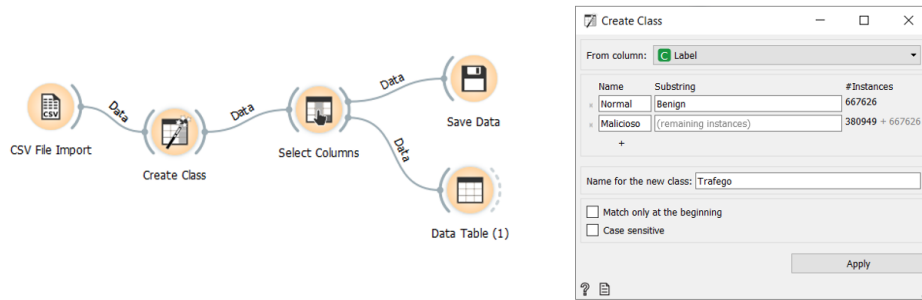 CSV
Data
Data
Data
Data
CSV File Import
Create Class
Select Columns
Save Data
Data Table (1)
Create Class
From column: C Label
Name Substring #Instances
Normal Benign 667626
Malicioso (remaining instances) 380949 + 667626
+
Name for the new class: Trafego
Match only at the beginning
Case sensitive
Apply
?